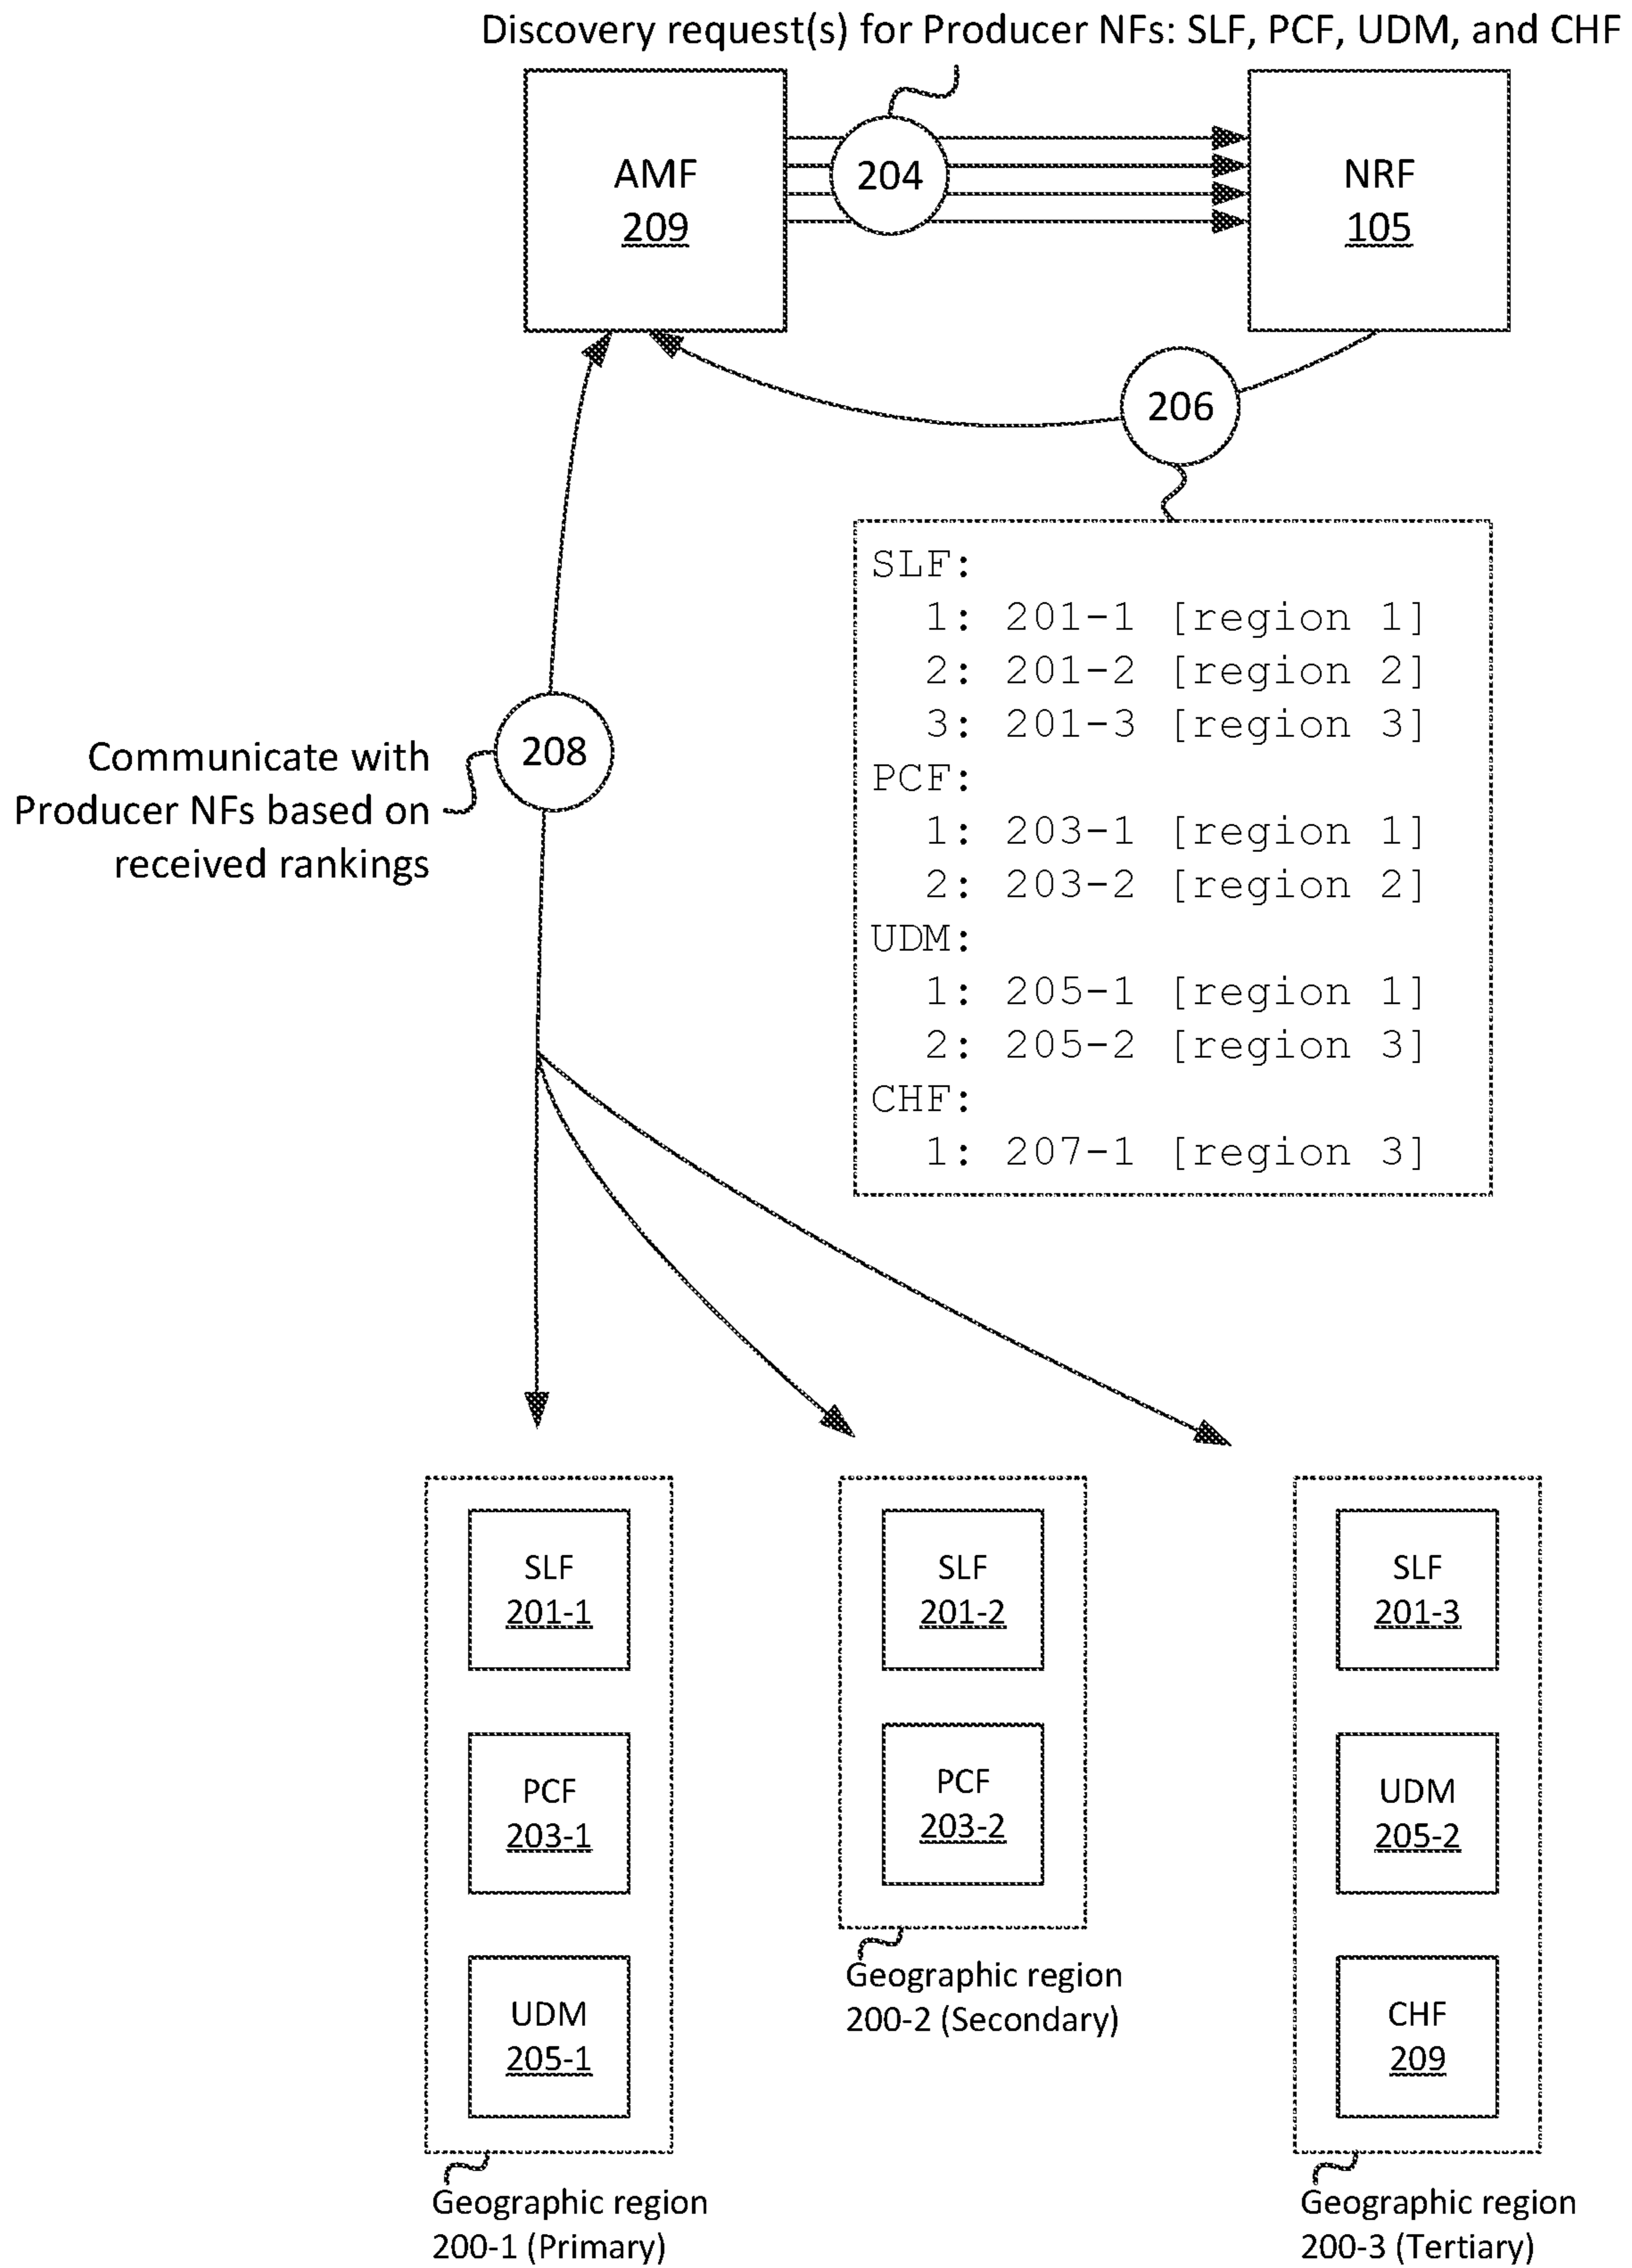 Discovery request(s) for Producer NFs: SLF, PCF, UDM, and CHF
AMF
209
204
NRF
105
206
SLF:
1: 201-1 [region 1]
2: 201-2 [region 2]
3: 201-3 [region 3]
PCF:
1: 203-1 [region 1]
2: 203-2 [region 2]
UDM:
1: 205-1 [region 1]
2: 205-2 [region 3]
CHF:
1: 207-1 [region 3]
208
Communicate with
Producer NFs based on
received rankings
SLF
201-1
PCF
203-1
UDM
205-1
Geographic region
200-1 (Primary)
SLF
201-2
PCF
203-2
Geographic region
200-2 (Secondary)
SLF
201-3
UDM
205-2
CHF
209
Geographic region
200-3 (Tertiary)